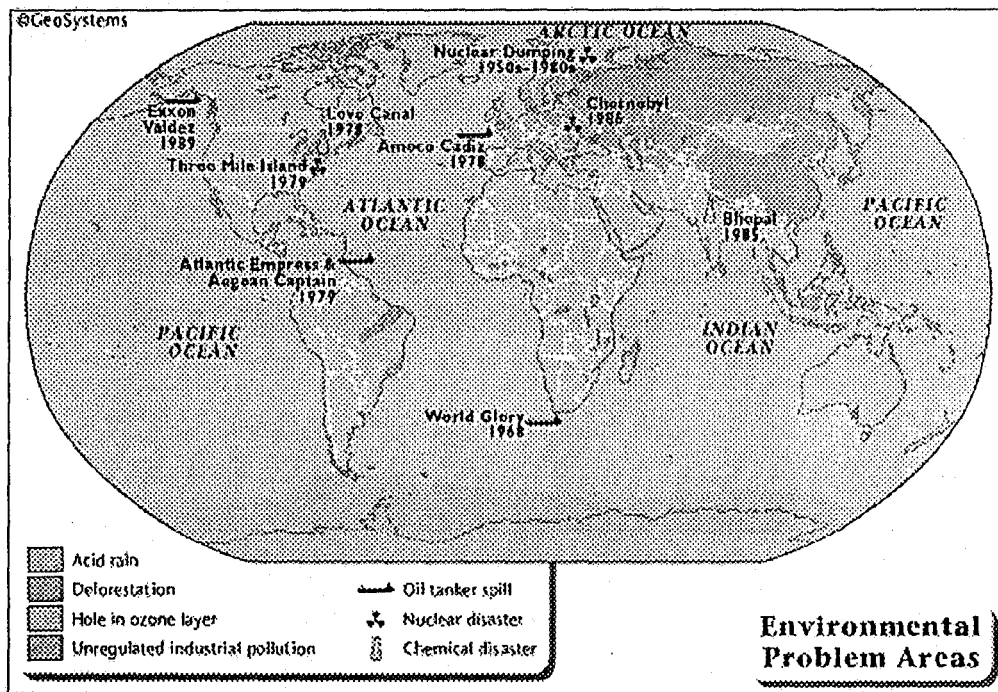 @GeoSystems
ARCTIC OCEAN
Nuclear Dumping
1950s-1980s
Exxon
Valdez
1989
Love Canal
1978
Chernobyl
1986
Amoco Cadiz
1978
Three Mile Island
1979
ATLANTIC
OCEAN
PACIFIC
OCEAN
Bhopal
1985
Atlantic Empress &
Aegean Captain
1979
PACIFIC
OCEAN
INDIAN
OCEAN
World Glory
1968
Acid rain
Deforestation
Hole in ozone layer
Unregulated industrial pollution
Oil tanker spill
Nuclear disaster
Chemical disaster
Environmental
Problem Areas